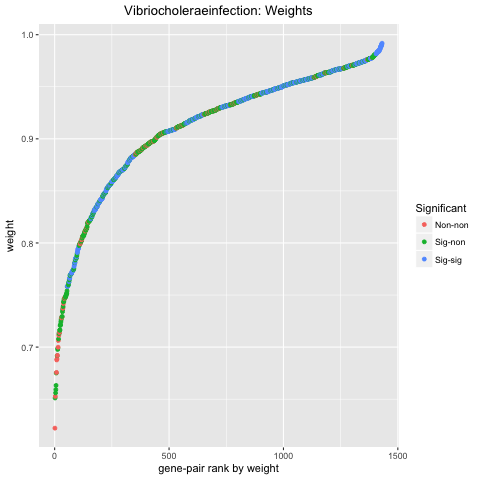 Vibriocholeraeinfection: Weights
1.0
0.9
0.8
0.7
weight
0
500
1000
1500
gene-pair rank by weight
Significant
Non-non
Sig-non
Sig-sig